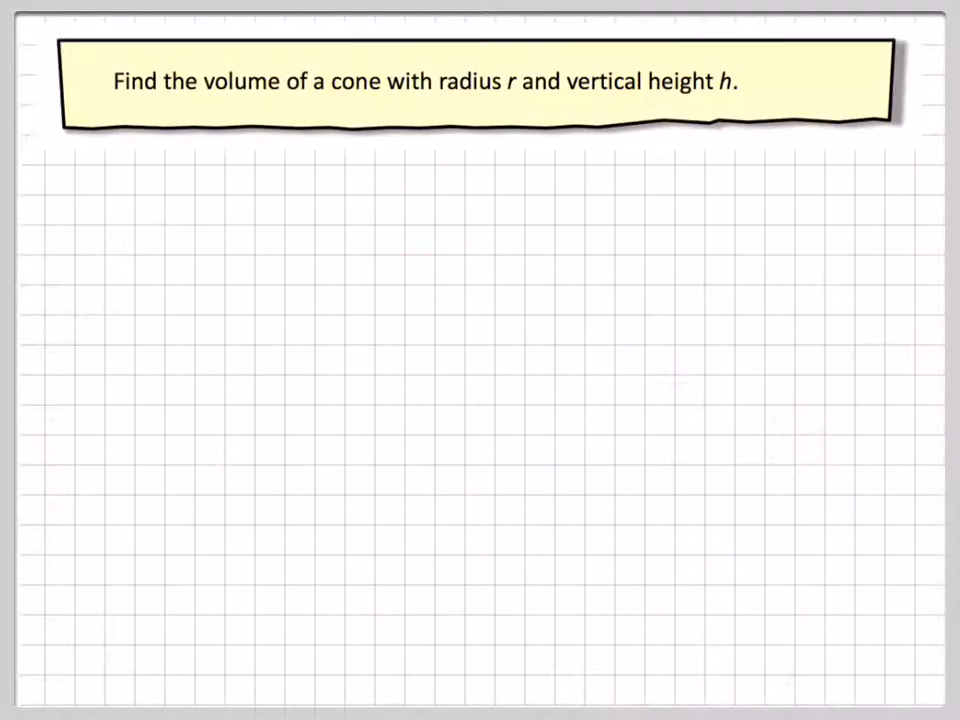 Find the volume of a cone with radius r and vertical height h.